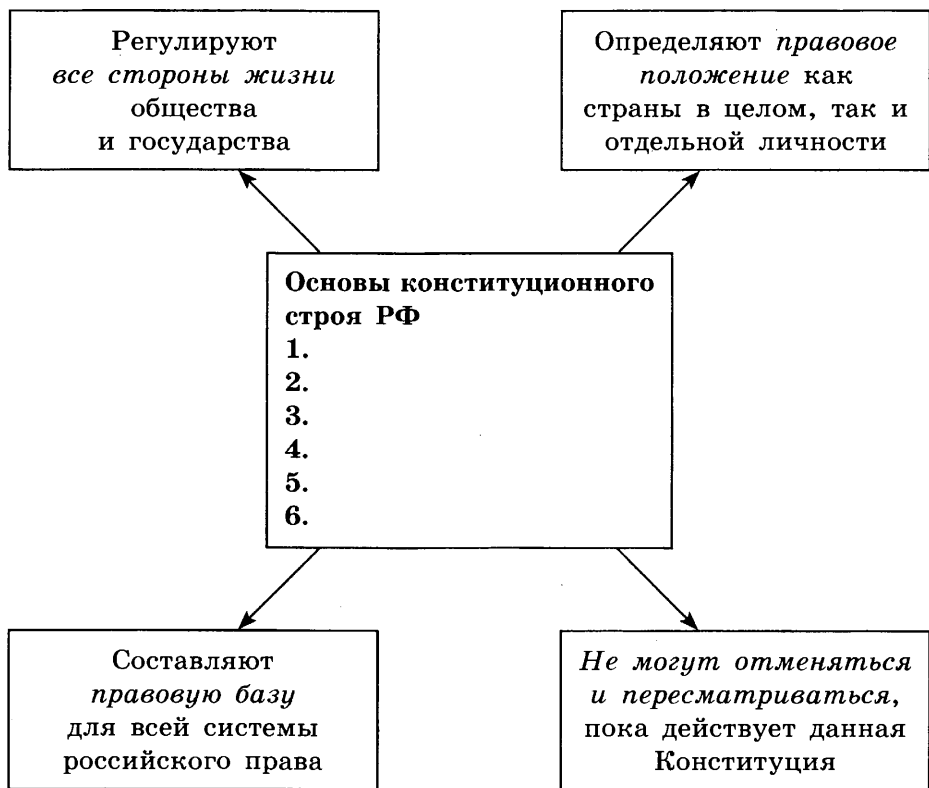 Регулируют
все стороны жизни
общества
и государства
Определяют правовое
положение как
страны в целом, так и
отдельной личности
Основы конституционного
строя РФ
1.
2.
3.
4.
5.
6.
Составляют
правовую базу
для всей системы
российского права
Не могут отменяться
и пересматриваться,
пока действует данная
Конституция